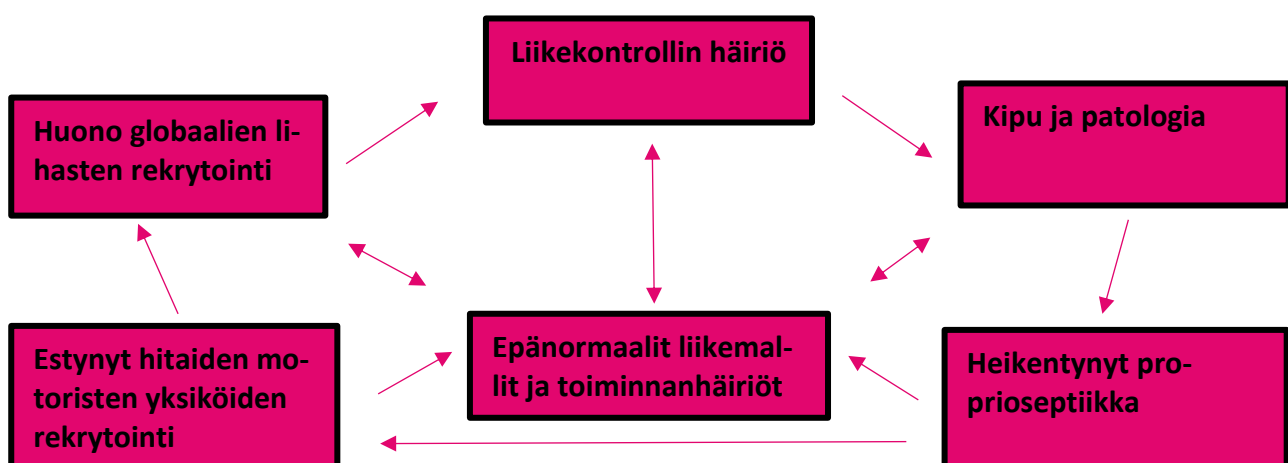 Liikekontrollin häiriö
Kipu ja patologia
Huono globaalien li-
hasten rekrytointi
Epänormaalit liikemal-
lit ja toiminnanhäiriöt
Estynyt hitaiden mo-
toristen yksiköiden
rekrytointi
Heikentynyt pro-
prioseptiikka